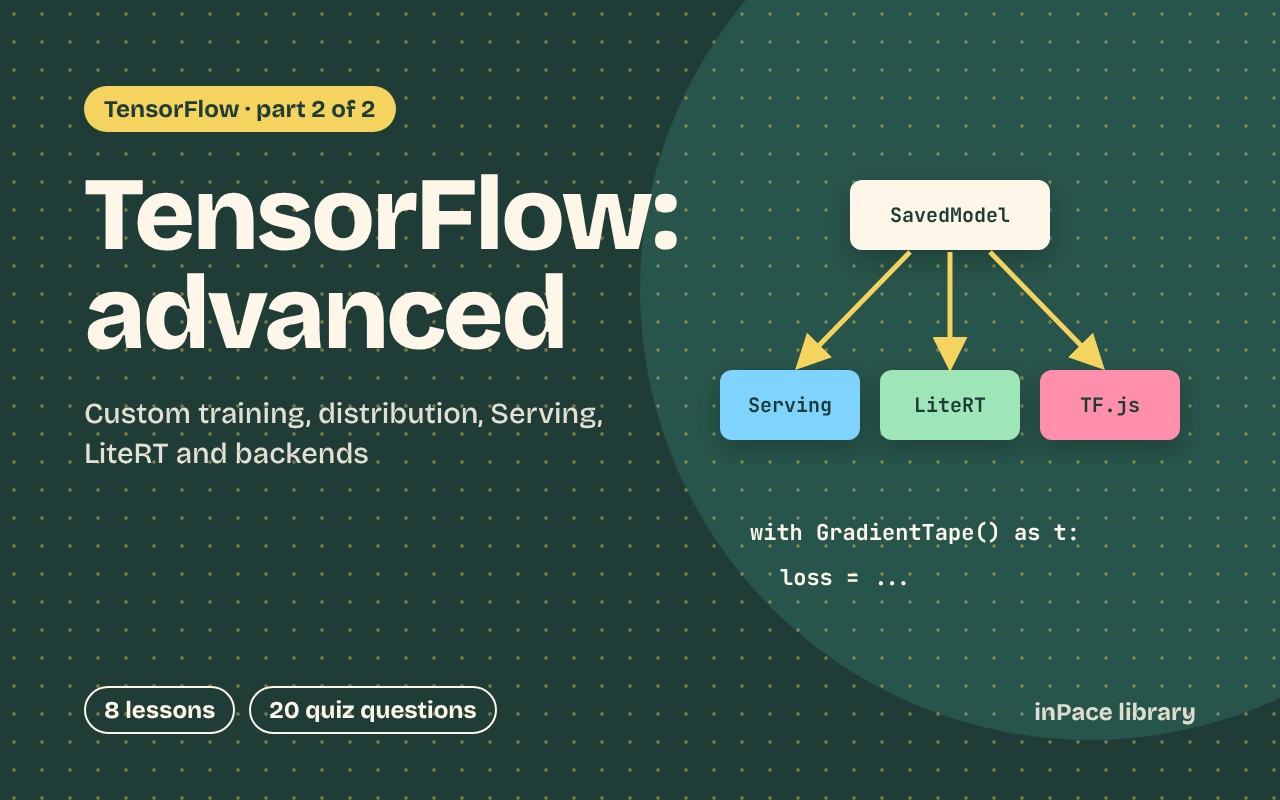 TensorFlow · part 2 of 2
TensorFlow:
advanced
Custom training, distribution, Serving,
LiteRT and backends
8 lessons
20 quiz questions
SavedModel
Serving
LiteRT
TF.js
with GradientTape() as t:
loss = ...
inPace library